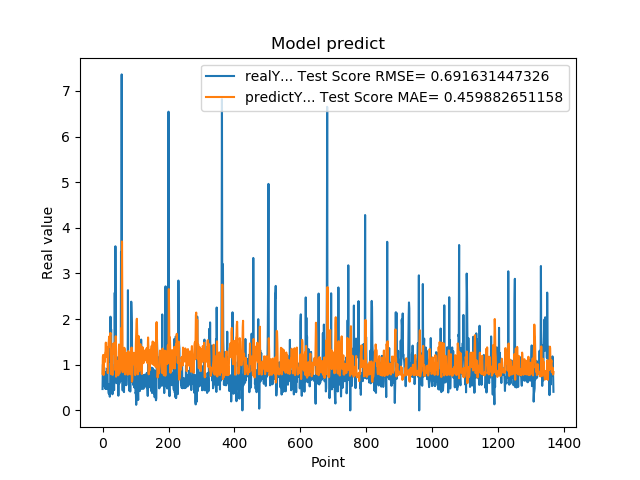 Model predict
realY... Test Score RMSE= 0.691631447326
predictY... Test Score MAE= 0.459882651158
Real value
7
6
5
4
3
2
1
0
0 200 400 600 800 1000 1200 1400
Point